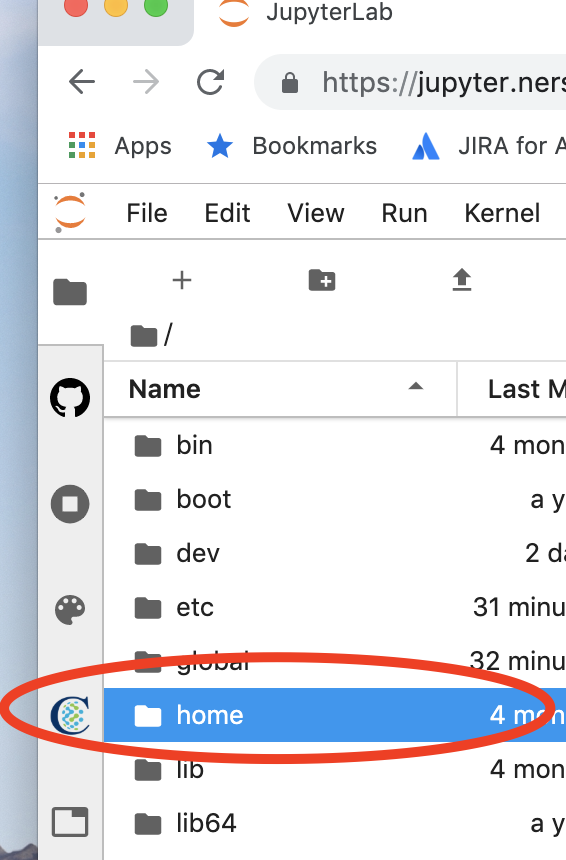 JupyterLab
https://jupyter.ners
Apps Bookmarks JIRA for A
File Edit View Run Kernel
/
Name Last M
bin 4 mon
boot a y
dev 2 da
etc 31 minu
global 32 minu
home 4 mon
lib 4 mon
lib64 a y